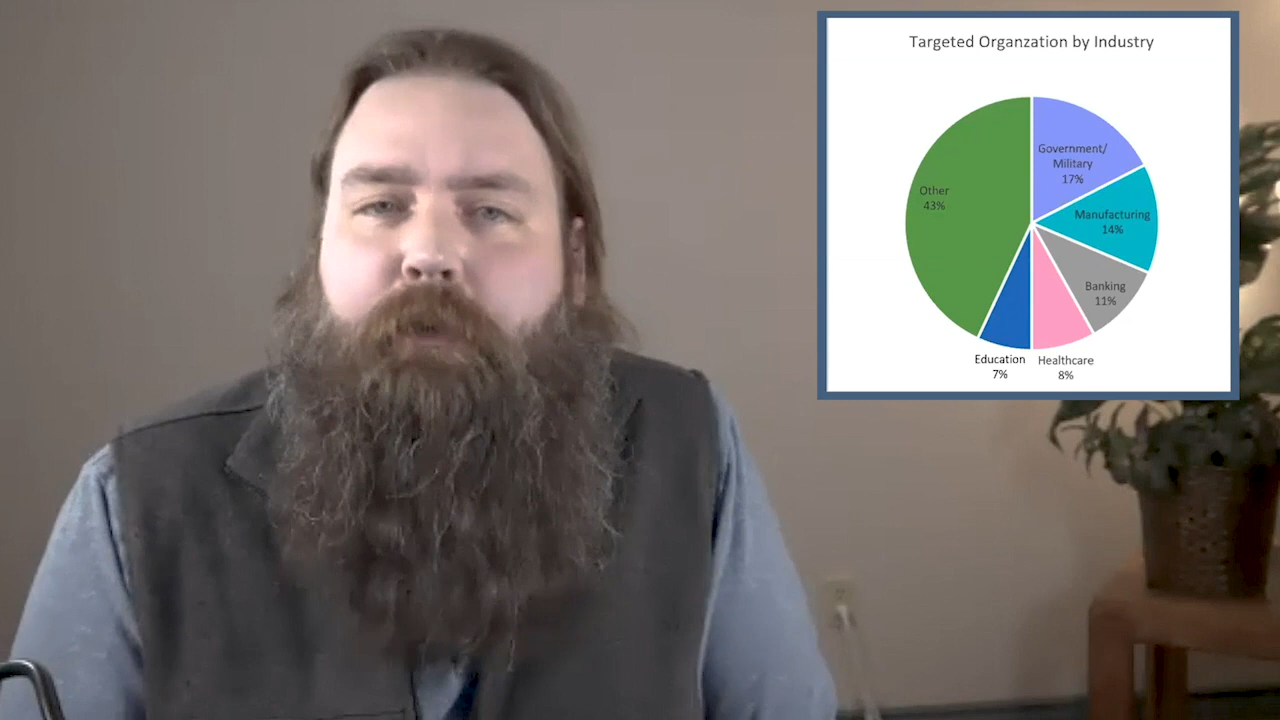 Targeted Organzation by Industry
Government/
Military
17%
Manufacturing
14%
Banking
11%
Healthcare
8%
Education
7%
Other
43%